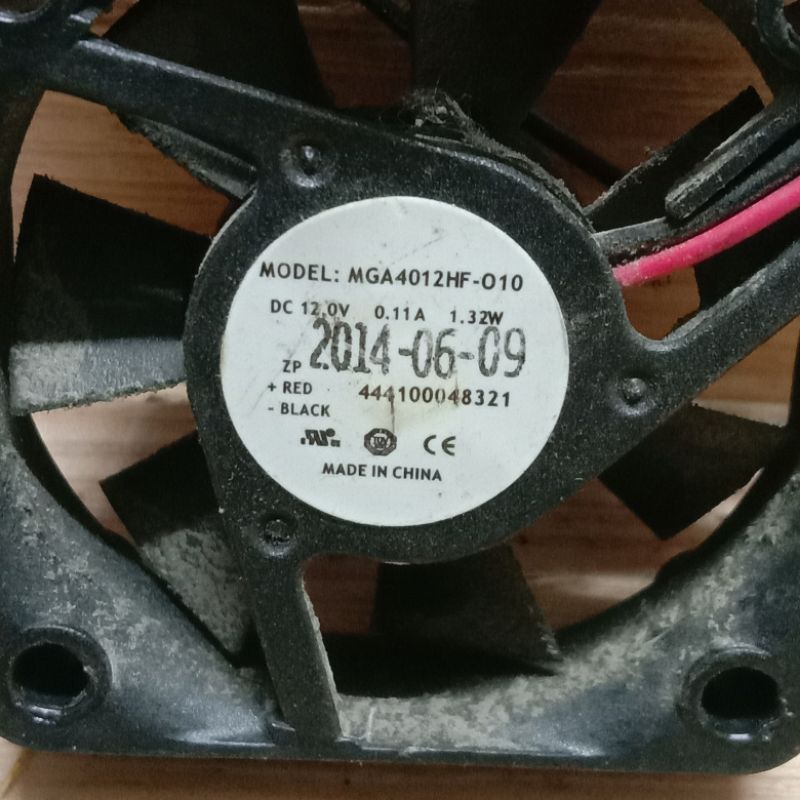 MODEL: MGA4012HF-O10
DC 12.0V 0.11A 1.32W
ZP 2014-06-09
+ RED 444100048321
- BLACK
CE
MADE IN CHINA